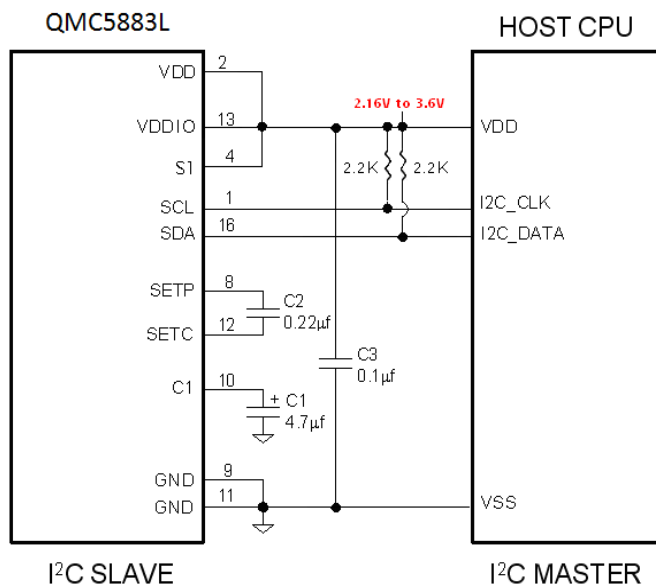 QMC5883L
HOST CPU
VDD 2
2.16V to 3.6V
VDDIO 13
VDD
S1 4
2.2K 2.2K
SCL 1
I2C_CLK
SDA 16
I2C_DATA
SETP 8
C2
0.22µf
SETC 12
C3
0.1µf
C1 10
+ C1
4.7µf
GND 9
GND 11
VSS
I²C SLAVE
I²C MASTER